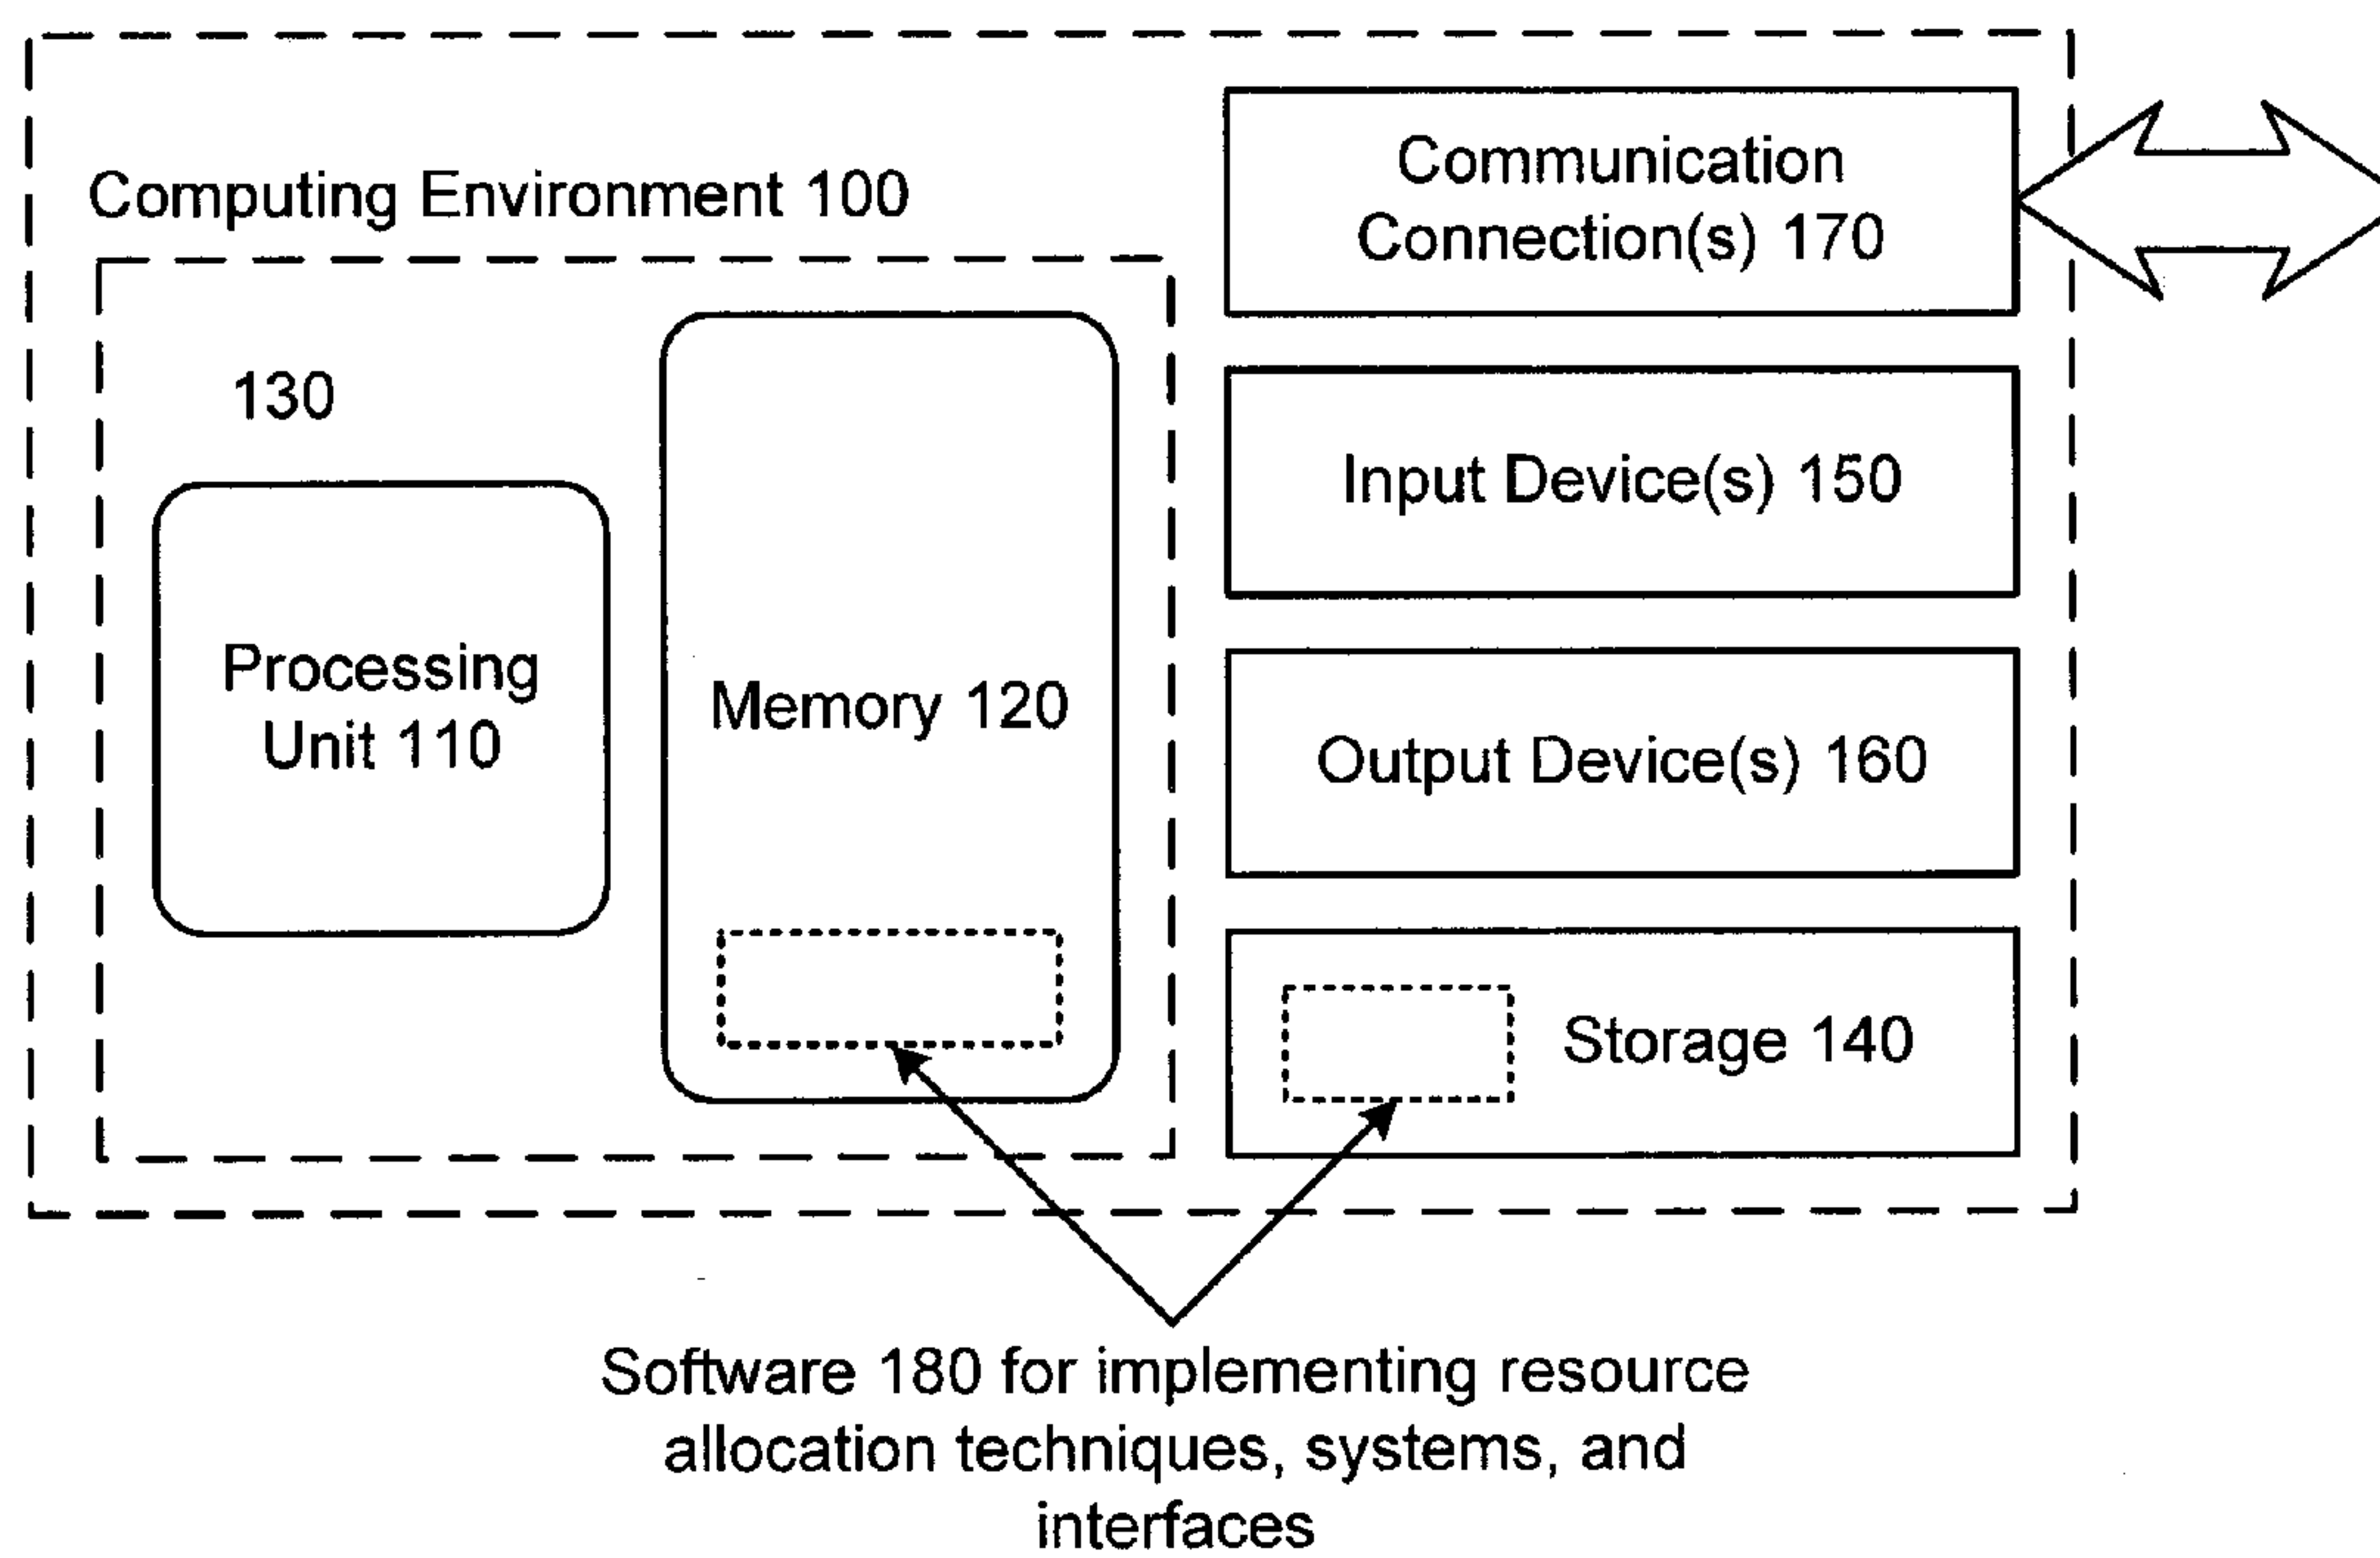 Computing Environment 100
130
Processing
Unit 110
Memory 120
Communication
Connection(s) 170
Input Device(s) 150
Output Device(s) 160
Storage 140
Software 180 for implementing resource
allocation techniques, systems, and
interfaces